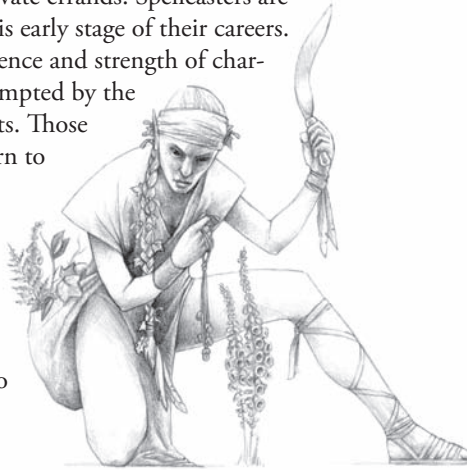 vate errands. Spellcasters are
is early stage of their careers.
ence and strength of char-
mpted by the
ts. Those
rn to
o